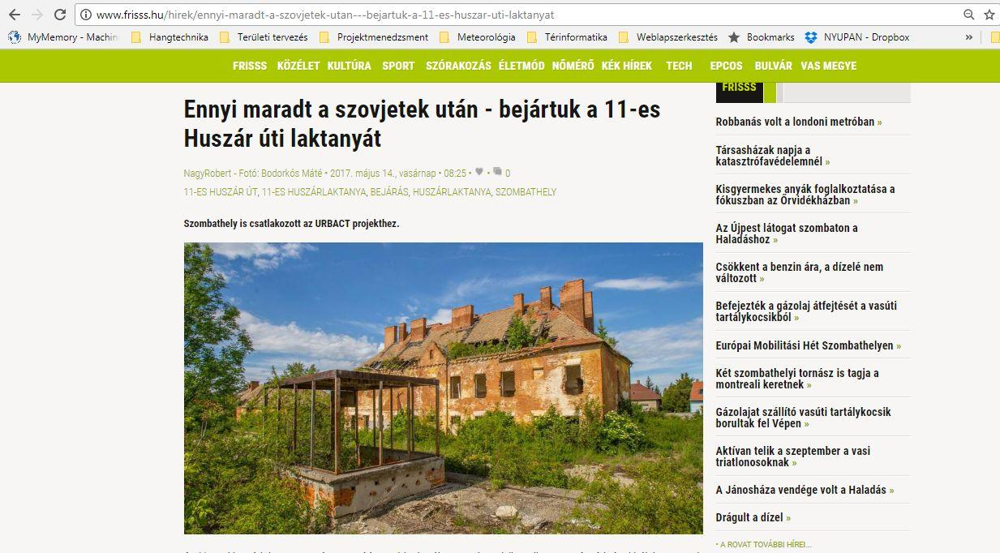 www.frisss.hu/hirek/ennyi-maradt-a-szovjetek-utan---bejartuk-a-11-es-huszar-uti-laktanyat
MyMemory - Machin Hangtechnika Területi tervezés Projektmenedzsment Meteorológia Térinformatika Weblapszerkesztés Bookmarks NYUPAN - Dropbox »
FRISSS KÖZÉLET KULTÚRA SPORT SZÓRAKOZÁS ÉLETMÓD NŐMÉRŐ KÉK HÍREK TECH EPCOS BULVÁR VAS MEGYE
Ennyi maradt a szovjetek után - bejártuk a 11-es
Huszár úti laktanyát
NagyRobert - Fotó: Bodorkós Máté • 2017. május 14., vasárnap • 08:25 • • 0
11-ES HUSZÁR ÚT, 11-ES HUSZÁRLAKTANYA, BEJÁRÁS, HUSZÁRLAKTANYA, SZOMBATHELY
Szombathely is csatlakozott az URBACT projekthez.
FRISSS
Robbanás volt a londoni metróban »
Társasházak napja a
katasztrófavédelemnél »
Kisgyermekes anyák foglalkoztatása a
fókuszban az Őrvidékházban »
Az Újpest látogat szombaton a
Haladáshoz »
Csökkent a benzin ára, a dízelé nem
változott »
Befejezték a gázolaj átfejtését a vasúti
tartálykocsikból »
Európai Mobilitási Hét Szombathelyen »
Két szombathelyi tornász is tagja a
montreali keretnek »
Gázolajat szállító vasúti tartálykocsik
borultak fel Vépen »
Aktívan telik a szeptember a vasi
triatlonosoknak »
A Jánosháza vendége volt a Haladás »
Drágult a dízel »
• A ROVAT TOVÁBBI HÍREI...